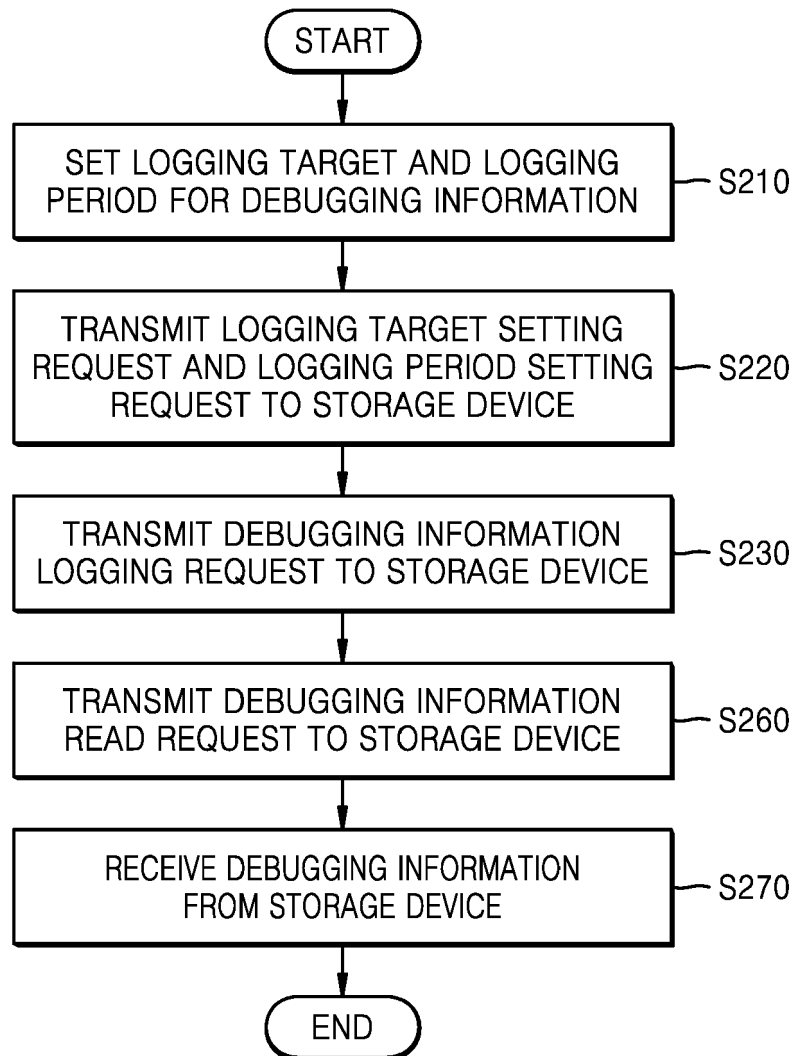 START
SET LOGGING TARGET AND LOGGING
PERIOD FOR DEBUGGING INFORMATION
S210
TRANSMIT LOGGING TARGET SETTING
REQUEST AND LOGGING PERIOD SETTING
REQUEST TO STORAGE DEVICE
S220
TRANSMIT DEBUGGING INFORMATION
LOGGING REQUEST TO STORAGE DEVICE
S230
TRANSMIT DEBUGGING INFORMATION
READ REQUEST TO STORAGE DEVICE
S260
RECEIVE DEBUGGING INFORMATION
FROM STORAGE DEVICE
S270
END